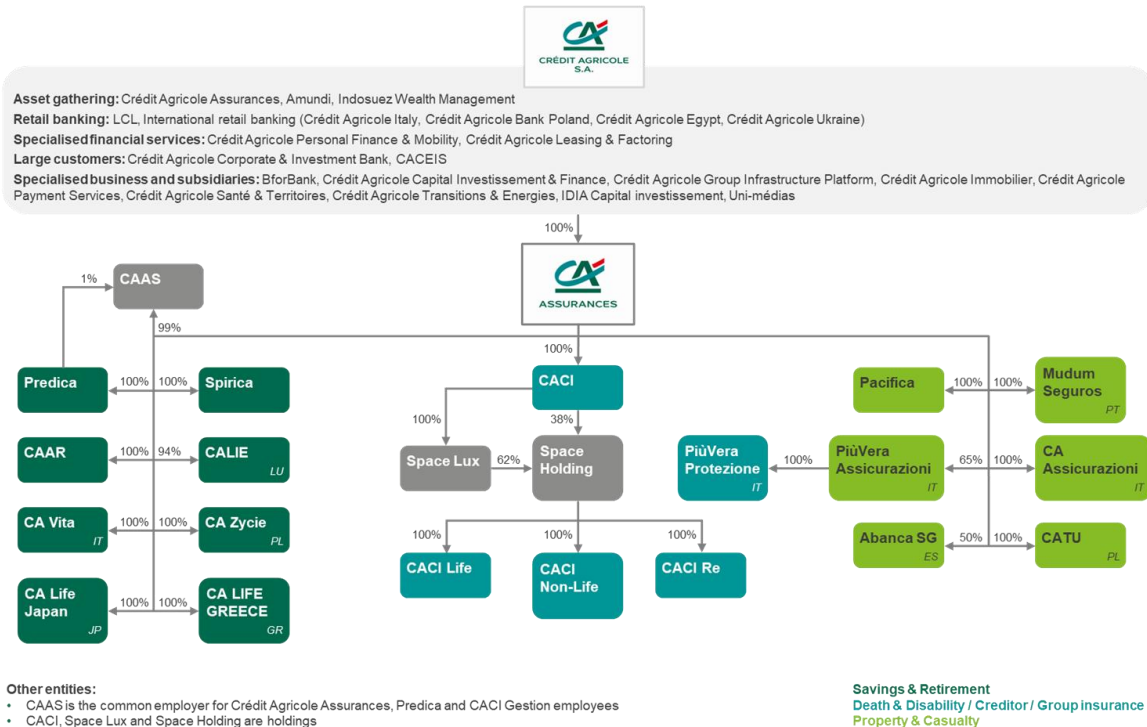 CRÉDIT AGRICOLE
S.A.
Asset gathering: Crédit Agricole Assurances, Amundi, Indosuez Wealth Management
Retail banking: LCL, International retail banking (Crédit Agricole Italy, Crédit Agricole Bank Poland, Crédit Agricole Egypt, Crédit Agricole Ukraine)
Specialised financial services: Crédit Agricole Personal Finance & Mobility, Crédit Agricole Leasing & Factoring
Large customers: Crédit Agricole Corporate & Investment Bank, CACEIS
Specialised business and subsidiaries: BforBank, Crédit Agricole Capital Investissement & Finance, Crédit Agricole Group Infrastructure Platform, Crédit Agricole Immobilier, Crédit Agricole
Payment Services, Crédit Agricole Santé & Territoires, Crédit Agricole Transitions & Energies, IDIA Capital investissement, Uni-médias
100%
ASSURANCES
1%
CAAS
99%
100%
Predica
100%
100%
Spirica
CAAR
100%
94%
CALIE
LU
CA Vita
IT
100%
100%
CA Zycie
PL
CA Life
Japan
JP
100%
100%
CA LIFE
GREECE
GR
CACI
100%
38%
Space Lux
62%
Space
Holding
100%
100%
100%
CACI Life
CACI
Non-Life
CACI Re
Pacifica
100%
100%
Mudum
Seguros
PT
PiùVera
Protezione
IT
100%
PiùVera
Assicurazioni
IT
65%
100%
CA
Assicurazioni
IT
Abanca SG
ES
50%
100%
CATU
PL
Other entities:
• CAAS is the common employer for Crédit Agricole Assurances, Predica and CACI Gestion employees
• CACI, Space Lux and Space Holding are holdings
Savings & Retirement
Death & Disability / Creditor / Group insurance
Property & Casualty